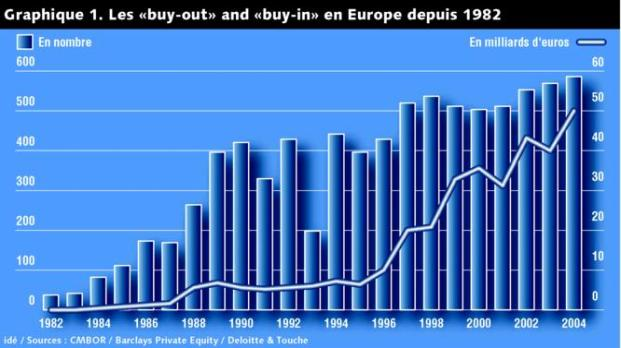 Graphique 1. Les «buy-out» and «buy-in» en Europe depuis 1982
En nombre En milliards d'euros
600 60
500 50
400 40
300 30
200 20
100 10
0 0
1982 1984 1986 1988 1990 1992 1994 1996 1998 2000 2002 2004
idé / Sources : CMBOR / Barclays Private Equity / Deloitte & Touche